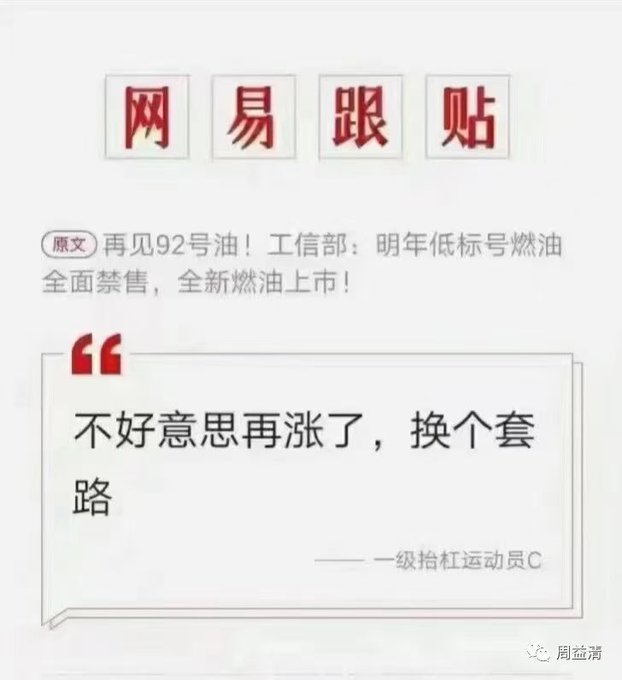 网易跟贴
原文 再见92号油！工信部：明年低标号燃油
全面禁售，全新燃油上市！
“
不好意思再涨了，换个套
路
—— 一级抬杠运动员C
周益清